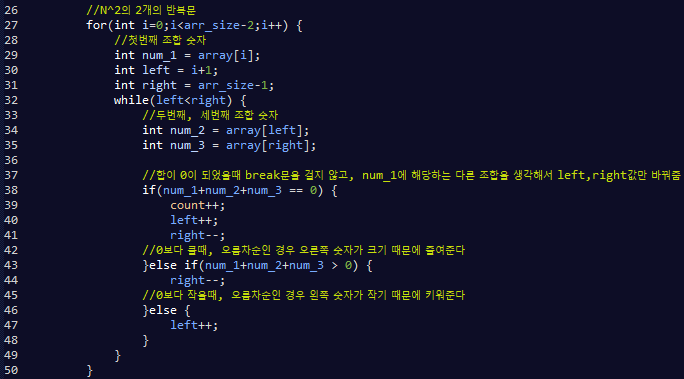 26 //N^2의 2개의 반복문
27 for(int i=0;i<arr_size-2;i++) {
28 //첫번째 조합 숫자
29 int num_1 = array[i];
30 int left = i+1;
31 int right = arr_size-1;
32 while(left<right) {
33 //두번째, 세번째 조합 숫자
34 int num_2 = array[left];
35 int num_3 = array[right];
36
37 //합이 0이 되었을때 break문을 걸지 않고, num_1에 해당하는 다른 조합을 생각해서 left,right값만 바꿔줌
38 if(num_1+num_2+num_3 == 0) {
39 count++;
40 left++;
41 right--;
42 //0보다 클때, 오름차순인 경우 오른쪽 숫자가 크기 때문에 줄여준다
43 }else if(num_1+num_2+num_3 > 0) {
44 right--;
45 //0보다 작을때, 오름차순인 경우 왼쪽 숫자가 작기 때문에 키워준다
46 }else {
47 left++;
48 }
49 }
50 }